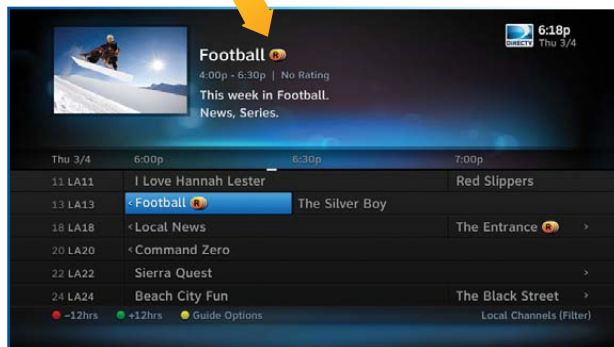 Football R
4:00p - 6:30p | No Rating
This week in Football.
News, Series.
DIRECTV
6:18p
Thu 3/4
Thu 3/4 6:00p 6:30p 7:00p
11 LA11 I Love Hannah Lester Red Slippers
13 LA13 <Football R The Silver Boy
18 LA18 <Local News The Entrance R >
20 LA20 <Command Zero
22 LA22 Sierra Quest >
24 LA24 Beach City Fun The Black Street >
-12hrs +12hrs Guide Options Local Channels (Filter)